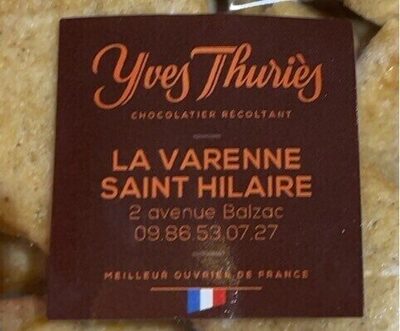 Yves Thuriès
CHOCOLATIER RÉCOLTANT
LA VARENNE
SAINT HILAIRE
2 avenue Balzac
09.86.53.07.27
MEILLEUR OUVRIER DE FRANCE